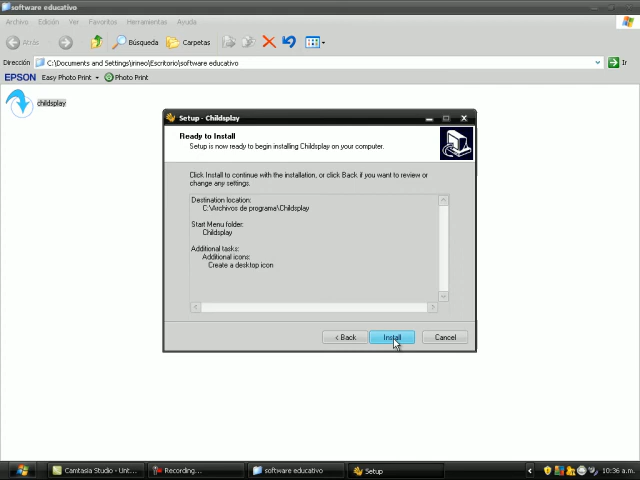 software educativo
Archivo Edición Ver Favoritos Herramientas Ayuda
Atrás Búsqueda Carpetas
Dirección C:\Documents and Settings\irineo\Escritorio\software educativo Ir
EPSON Easy Photo Print Photo Print
childsplay
Setup - Childsplay
Ready to Install
Setup is now ready to begin installing Childsplay on your computer.
Click Install to continue with the installation, or click Back if you want to review or
change any settings.
Destination location:
C:\Archivos de programa\Childsplay
Start Menu folder:
Childsplay
Additional tasks:
Additional icons:
Create a desktop icon
< Back Install Cancel
Camtasia Studio - Unt... Recording... software educativo Setup 10:36 a.m.